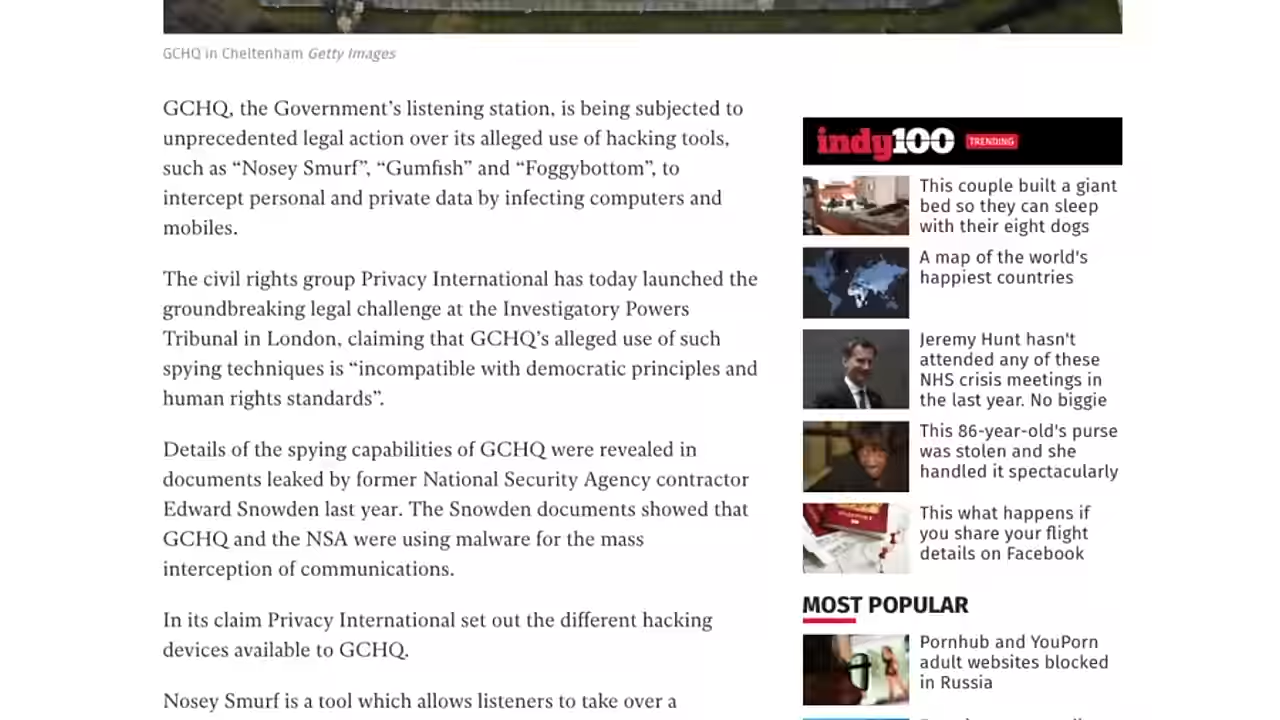 GCHQ in Cheltenham Getty Images
GCHQ, the Government’s listening station, is being subjected to
unprecedented legal action over its alleged use of hacking tools,
such as “Nosey Smurf”, “Gumfish” and “Foggybottom”, to
intercept personal and private data by infecting computers and
mobiles.
The civil rights group Privacy International has today launched the
groundbreaking legal challenge at the Investigatory Powers
Tribunal in London, claiming that GCHQ’s alleged use of such
spying techniques is “incompatible with democratic principles and
human rights standards”.
Details of the spying capabilities of GCHQ were revealed in
documents leaked by former National Security Agency contractor
Edward Snowden last year. The Snowden documents showed that
GCHQ and the NSA were using malware for the mass
interception of communications.
In its claim Privacy International set out the different hacking
devices available to GCHQ.
Nosey Smurf is a tool which allows listeners to take over a
indy100 TRENDING
This couple built a giant
bed so they can sleep
with their eight dogs
A map of the world's
happiest countries
Jeremy Hunt hasn't
attended any of these
NHS crisis meetings in
the last year. No biggie
This 86-year-old's purse
was stolen and she
handled it spectacularly
This what happens if
you share your flight
details on Facebook
MOST POPULAR
Pornhub and YouPorn
adult websites blocked
in Russia